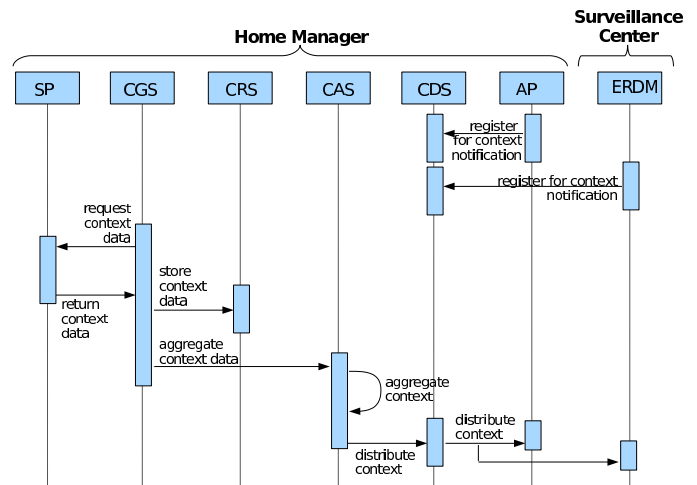 Surveillance
Center
Home Manager
SP
CGS
CRS
CAS
CDS
AP
ERDM
register
for context
notification
register for context
notification
request
context
data
store
context
data
return
context
data
aggregate
context data
aggregate
context
distribute
context
distribute
context